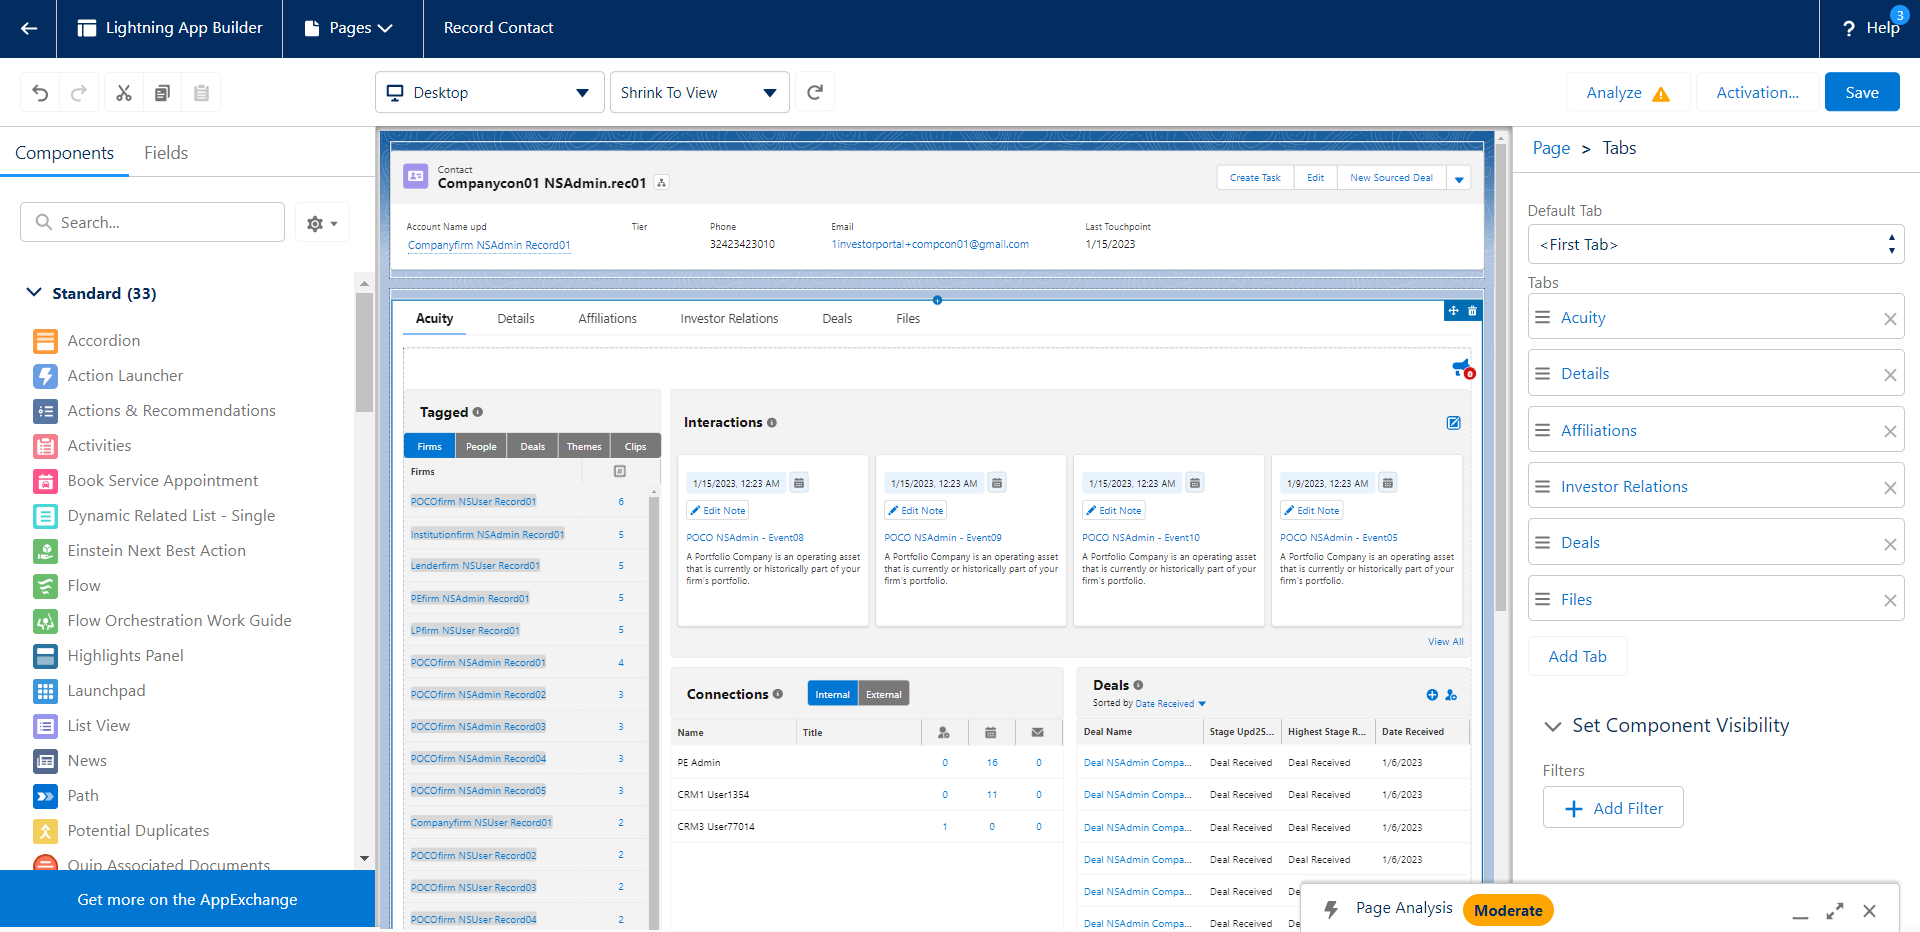 Lightning App Builder
Pages
Record Contact
3
? Help
Desktop
Shrink To View
Analyze
Activation...
Save
Components
Fields
Search...
Standard (33)
Accordion
Action Launcher
Actions & Recommendations
Activities
Book Service Appointment
Dynamic Related List - Single
Einstein Next Best Action
Flow
Flow Orchestration Work Guide
Highlights Panel
Launchpad
List View
News
Path
Potential Duplicates
Quip Associated Documents
Get more on the AppExchange
Contact
Companycon01 NSAdmin.rec01
Create Task
Edit
New Sourced Deal
Account Name upd
Tier
Phone
Email
Last Touchpoint
Companyfirm NSAdmin Record01
32423423010
1investorportal+compcon01@gmail.com
1/15/2023
Acuity
Details
Affiliations
Investor Relations
Deals
Files
Tagged
Firms
People
Deals
Themes
Clips
Firms
POCOfirm NSUser Record01 6
Institutionfirm NSAdmin Record01 5
Lenderfirm NSUser Record01 5
PEfirm NSAdmin Record01 5
LPfirm NSUser Record01 5
POCOfirm NSAdmin Record01 4
POCOfirm NSAdmin Record02 3
POCOfirm NSAdmin Record03 3
POCOfirm NSAdmin Record04 3
POCOfirm NSAdmin Record05 3
Companyfirm NSUser Record01 2
POCOfirm NSUser Record02 2
POCOfirm NSUser Record03 2
POCOfirm NSUser Record04 2
Interactions
1/15/2023, 12:23 AM
Edit Note
POCO NSAdmin - Event08
A Portfolio Company is an operating asset
that is currently or historically part of your
firm's portfolio.
1/15/2023, 12:23 AM
Edit Note
POCO NSAdmin - Event09
A Portfolio Company is an operating asset
that is currently or historically part of your
firm's portfolio.
1/15/2023, 12:23 AM
Edit Note
POCO NSAdmin - Event10
A Portfolio Company is an operating asset
that is currently or historically part of your
firm's portfolio.
1/9/2023, 12:23 AM
Edit Note
POCO NSAdmin - Event05
A Portfolio Company is an operating asset
that is currently or historically part of your
firm's portfolio.
View All
Connections
Internal
External
Name Title
PE Admin 0 16 0
CRM1 User1354 0 11 0
CRM3 User77014 1 0 0
Deals
Sorted by Date Received
Deal Name Stage Upd2S... Highest Stage R... Date Received
Deal NSAdmin Compa... Deal Received Deal Received 1/6/2023
Deal NSAdmin Compa... Deal Received Deal Received 1/6/2023
Deal NSAdmin Compa... Deal Received Deal Received 1/6/2023
Deal NSAdmin Compa... Deal Received Deal Received 1/6/2023
Deal NSAdmin Compa... Deal Received
Deal NSAdmin Compa... Deal Received
Page > Tabs
Default Tab
<First Tab>
Tabs
Acuity
Details
Affiliations
Investor Relations
Deals
Files
Add Tab
Set Component Visibility
Filters
Add Filter
Page Analysis
Moderate